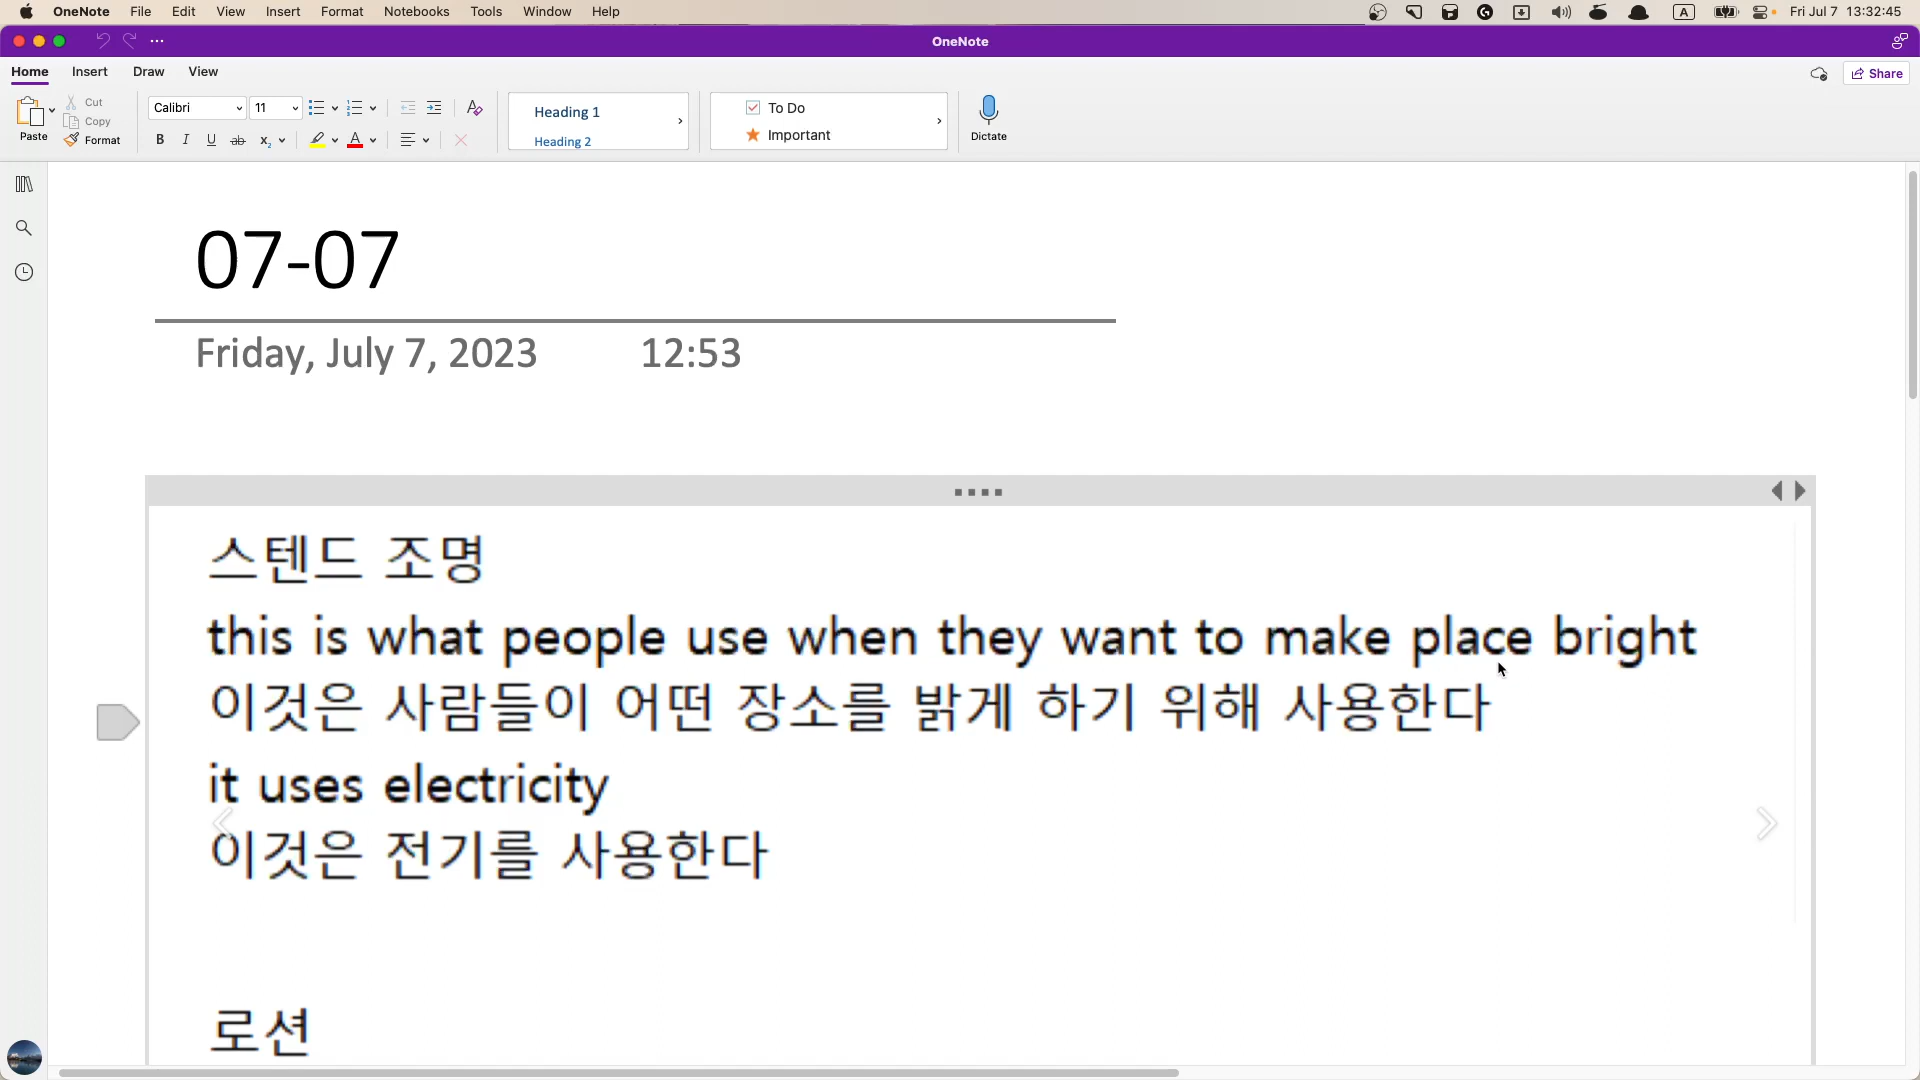 OneNote File Edit View Insert Format Notebooks Tools Window Help A Fri Jul 7 13:32:45
OneNote
Home Insert Draw View Share
Paste
Cut
Copy
Format
Calibri 11
B I U ab x₂ A
Heading 1
Heading 2
To Do
Important
Dictate
07-07
Friday, July 7, 2023 12:53
스텐드 조명
this is what people use when they want to make place bright
이것은 사람들이 어떤 장소를 밝게 하기 위해 사용한다
it uses electricity
이것은 전기를 사용한다
로션